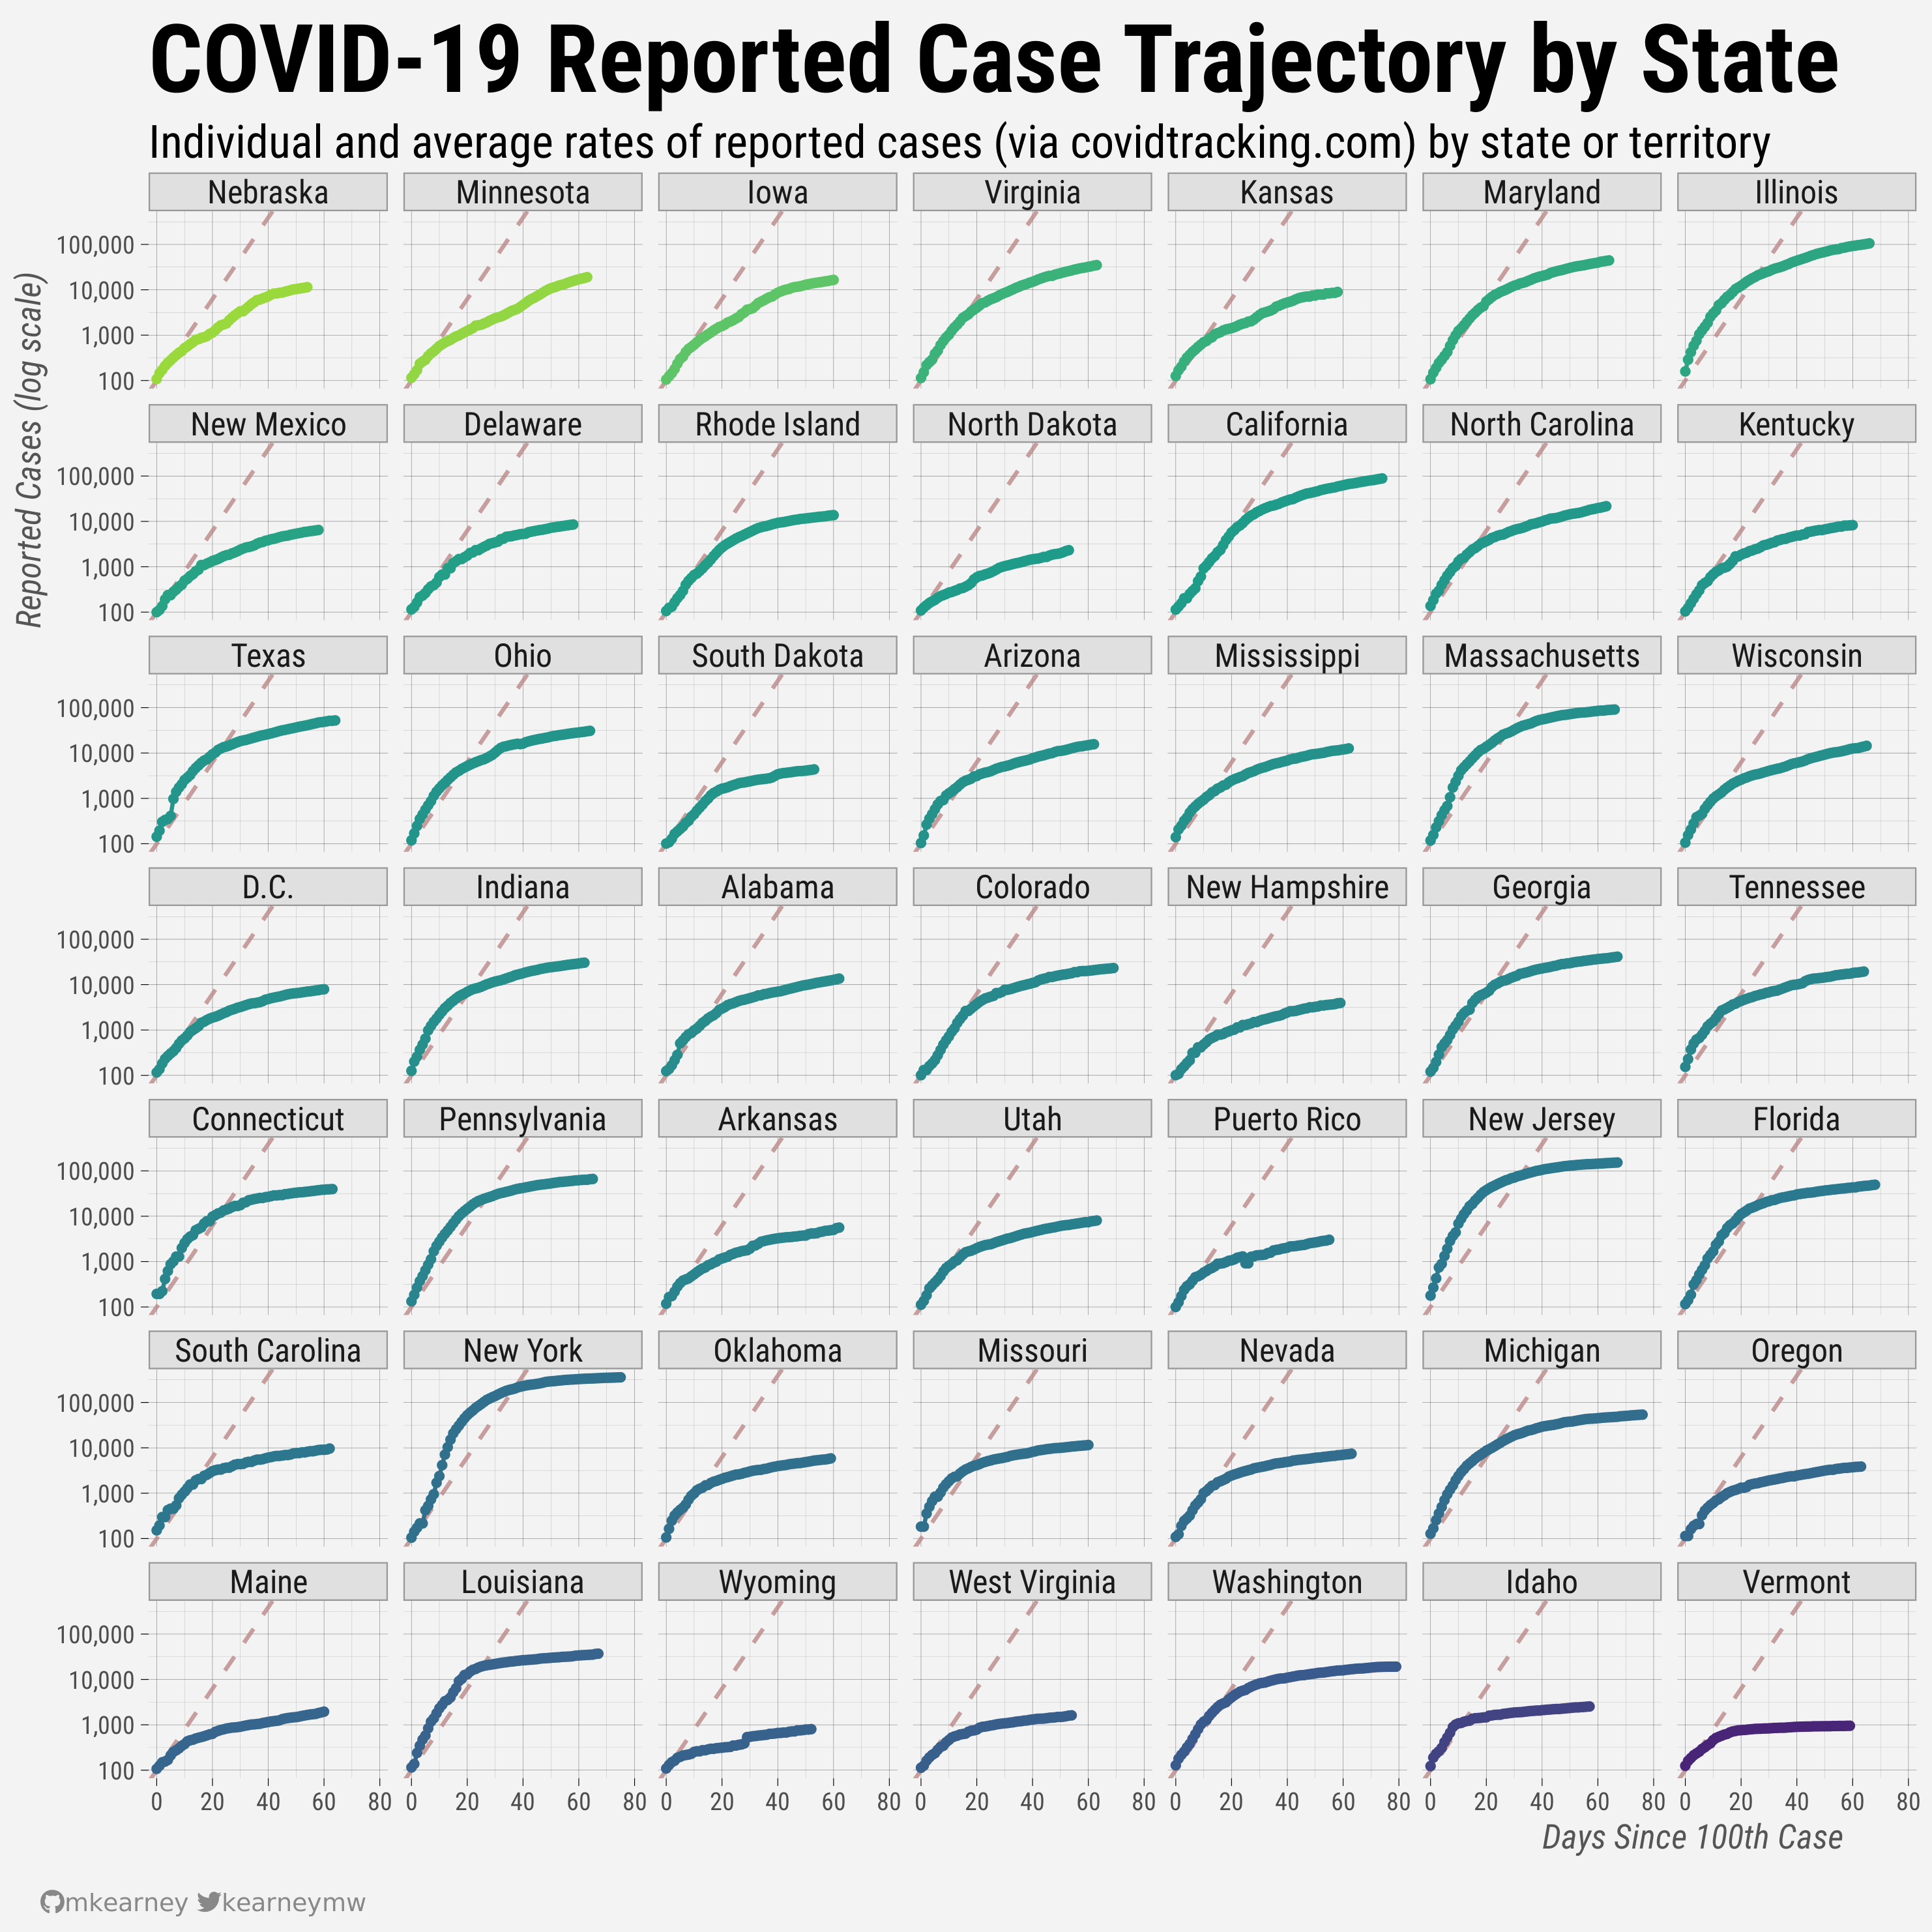 COVID-19 Reported Case Trajectory by State
Individual and average rates of reported cases (via covidtracking.com) by state or territory
Reported Cases (log scale)
Nebraska Minnesota Iowa Virginia Kansas Maryland Illinois
100,000
10,000
1,000
100
New Mexico Delaware Rhode Island North Dakota California North Carolina Kentucky
100,000
10,000
1,000
100
Texas Ohio South Dakota Arizona Mississippi Massachusetts Wisconsin
100,000
10,000
1,000
100
D.C. Indiana Alabama Colorado New Hampshire Georgia Tennessee
100,000
10,000
1,000
100
Connecticut Pennsylvania Arkansas Utah Puerto Rico New Jersey Florida
100,000
10,000
1,000
100
South Carolina New York Oklahoma Missouri Nevada Michigan Oregon
100,000
10,000
1,000
100
Maine Louisiana Wyoming West Virginia Washington Idaho Vermont
100,000
10,000
1,000
100
0 20 40 60 80 0 20 40 60 80 0 20 40 60 80 0 20 40 60 80 0 20 40 60 80 0 20 40 60 80 0 20 40 60 80
Days Since 100th Case
mkearney kearneymw